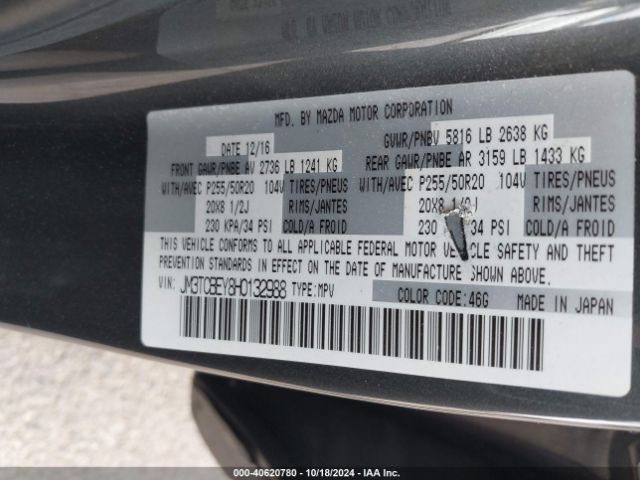 MFD. BY MAZDA MOTOR CORPORATION
DATE 12/16 GVWR/PNBV 5816 LB 2638 KG
FRONT GAWR/PNBE AV 2736 LB 1241 KG REAR GAWR/PNBE AR 3159 LB 1433 KG
WITH/AVEC P255/50R20 104V TIRES/PNEUS WITH/AVEC P255/50R20 104V TIRES/PNEUS
20X8 1/2J RIMS/JANTES 20X8 1/2J RIMS/JANTES
230 KPA/34 PSI COLD/A FROID 230 34 PSI COLD/A FROID
THIS VEHICLE CONFORMS TO ALL APPLICABLE FEDERAL MOTOR VEHICLE SAFETY AND THEFT
PREVENTION STANDARDS IN EFFECT ON THE DATE OF MANUFACTURE SHOWN ABOVE.
VIN: JM3TCBEY8H0132988 TYPE: MPV COLOR CODE: 46G MADE IN JAPAN
000-40620780 - 10/18/2024 - IAA Inc.